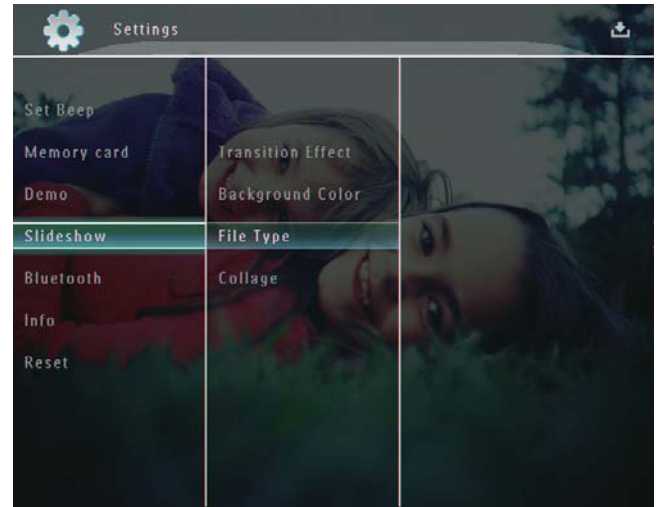 Settings
Set Beep
Memory card
Demo
Slideshow
Bluetooth
Info
Reset
Transition Effect
Background Color
File Type
Collage